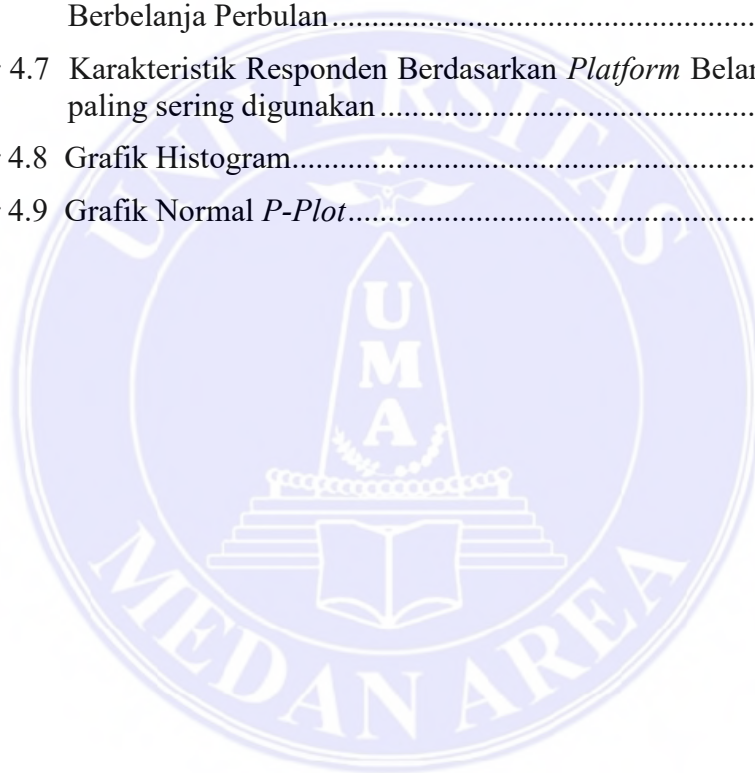 Berbelanja Perbulan
4.7 Karakteristik Responden Berdasarkan Platform
paling sering digunakan
4.8 Grafik Histogram
4.9 Grafik Normal P-Plot
UNIVERSITAS
UMA
MEDAN AREA